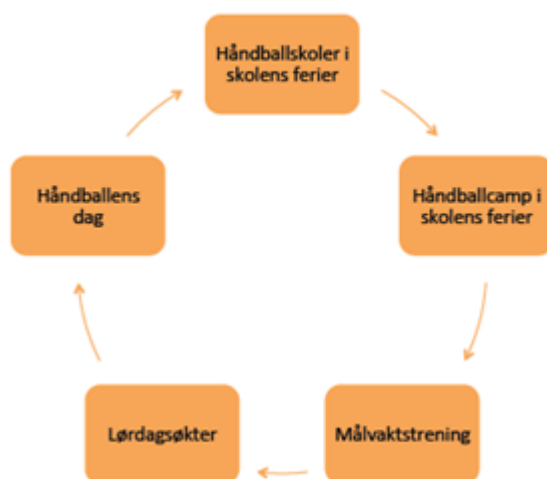 Håndballskoler i
skolens ferier
Håndballcamp i
skolens ferier
Målvaktstrening
Lørdagsøkter
Håndballens
dag